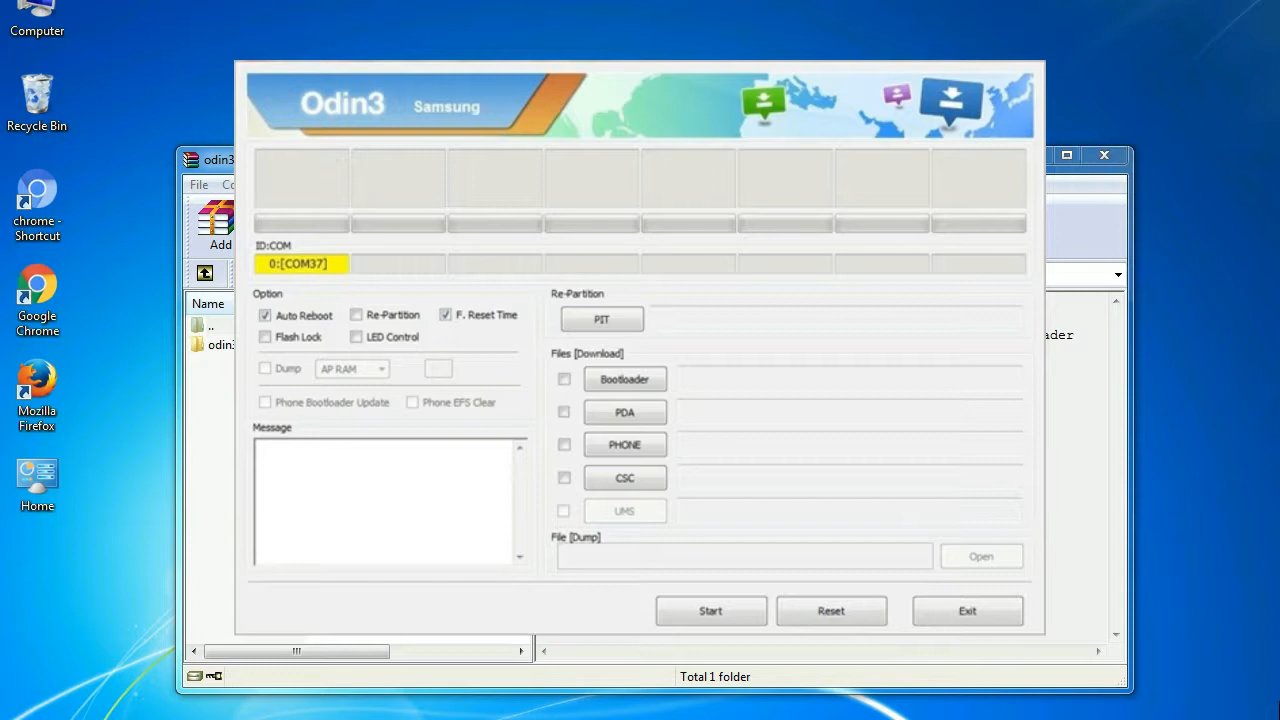 Computer
Recycle Bin
chrome -
Shortcut
Google
Chrome
Mozilla
Firefox
Home
odin3
File
Add
Name
..
odin3
ader
Total 1 folder
Odin3 Samsung
ID:COM
0:[COM37]
Option
Auto Reboot Re-Partition F. Reset Time
Flash Lock LED Control
Dump AP RAM
Phone Bootloader Update Phone EFS Clear
Message
Re-Partition
PIT
Files [Download]
Bootloader
PDA
PHONE
CSC
UMS
File [Dump]
Open
Start Reset Exit